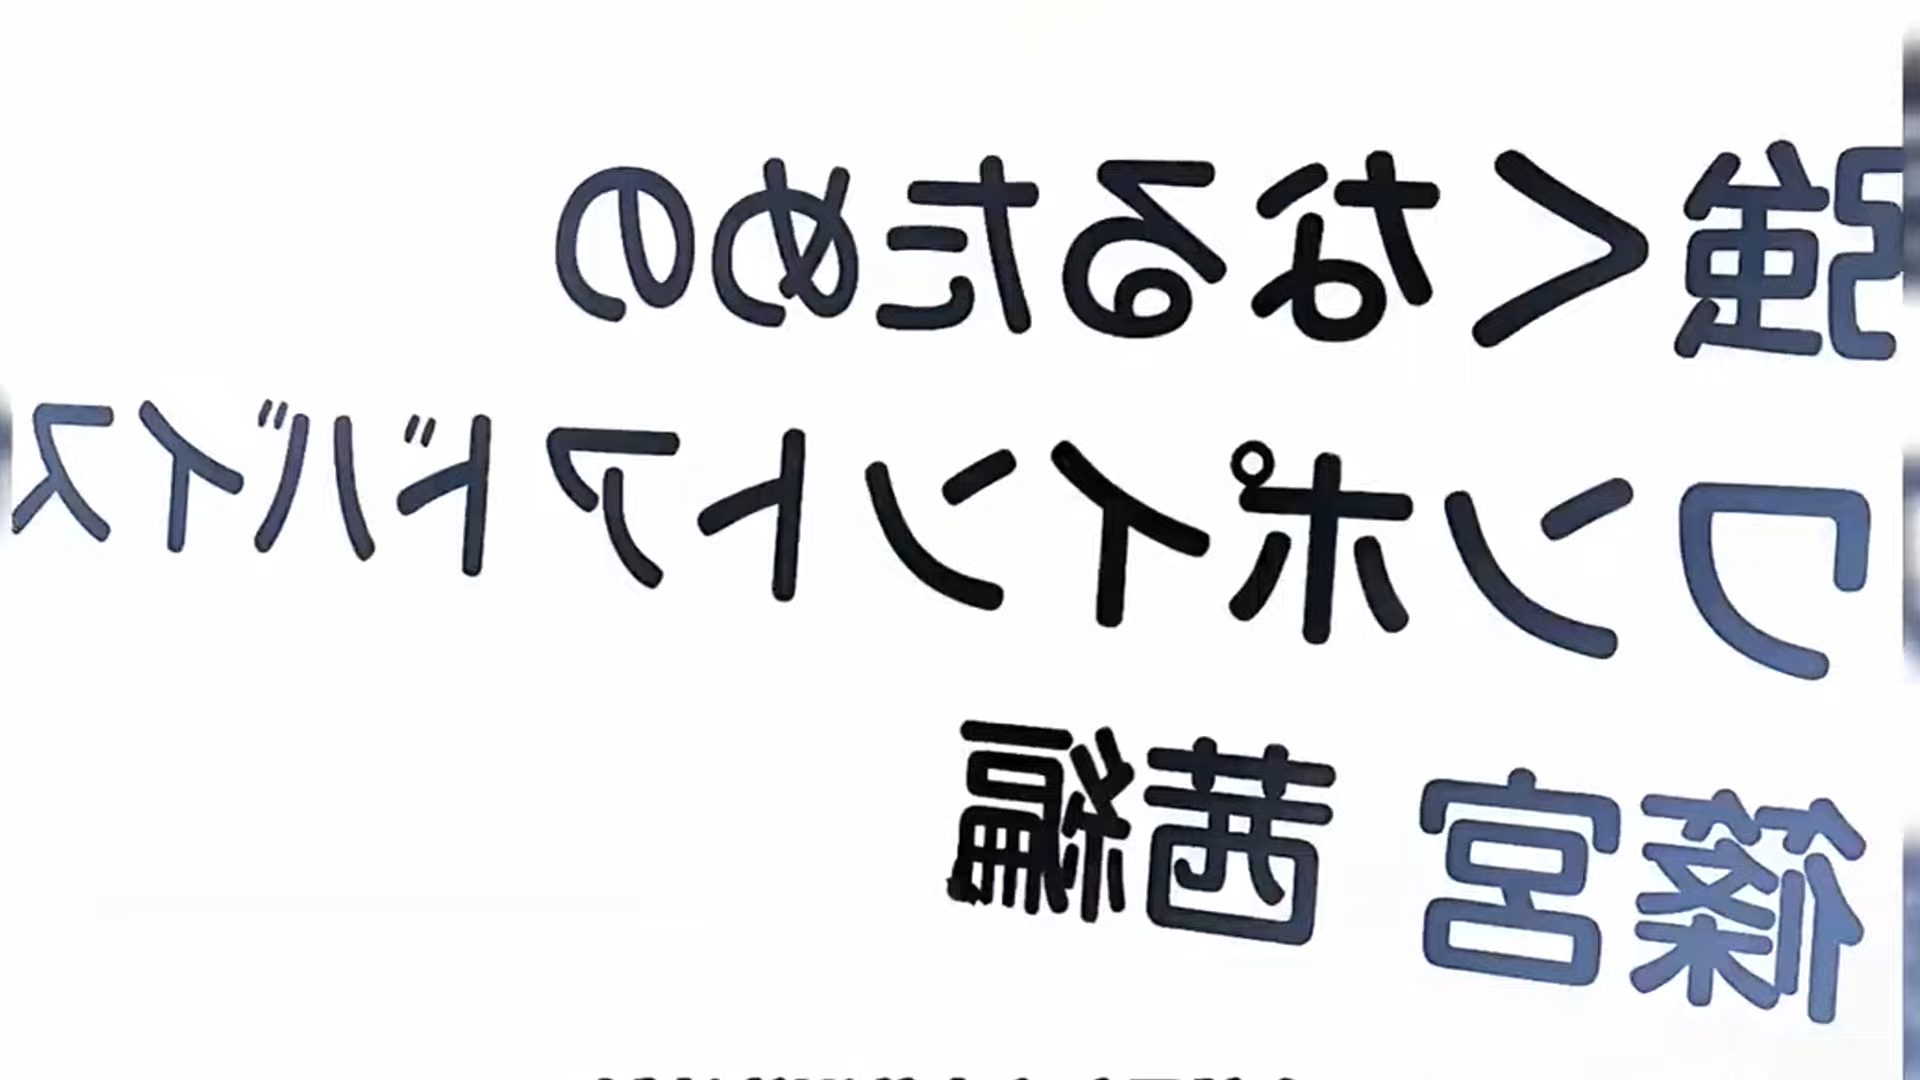 強くなるための
ワンポイントアドバイス
篠宮 茜編